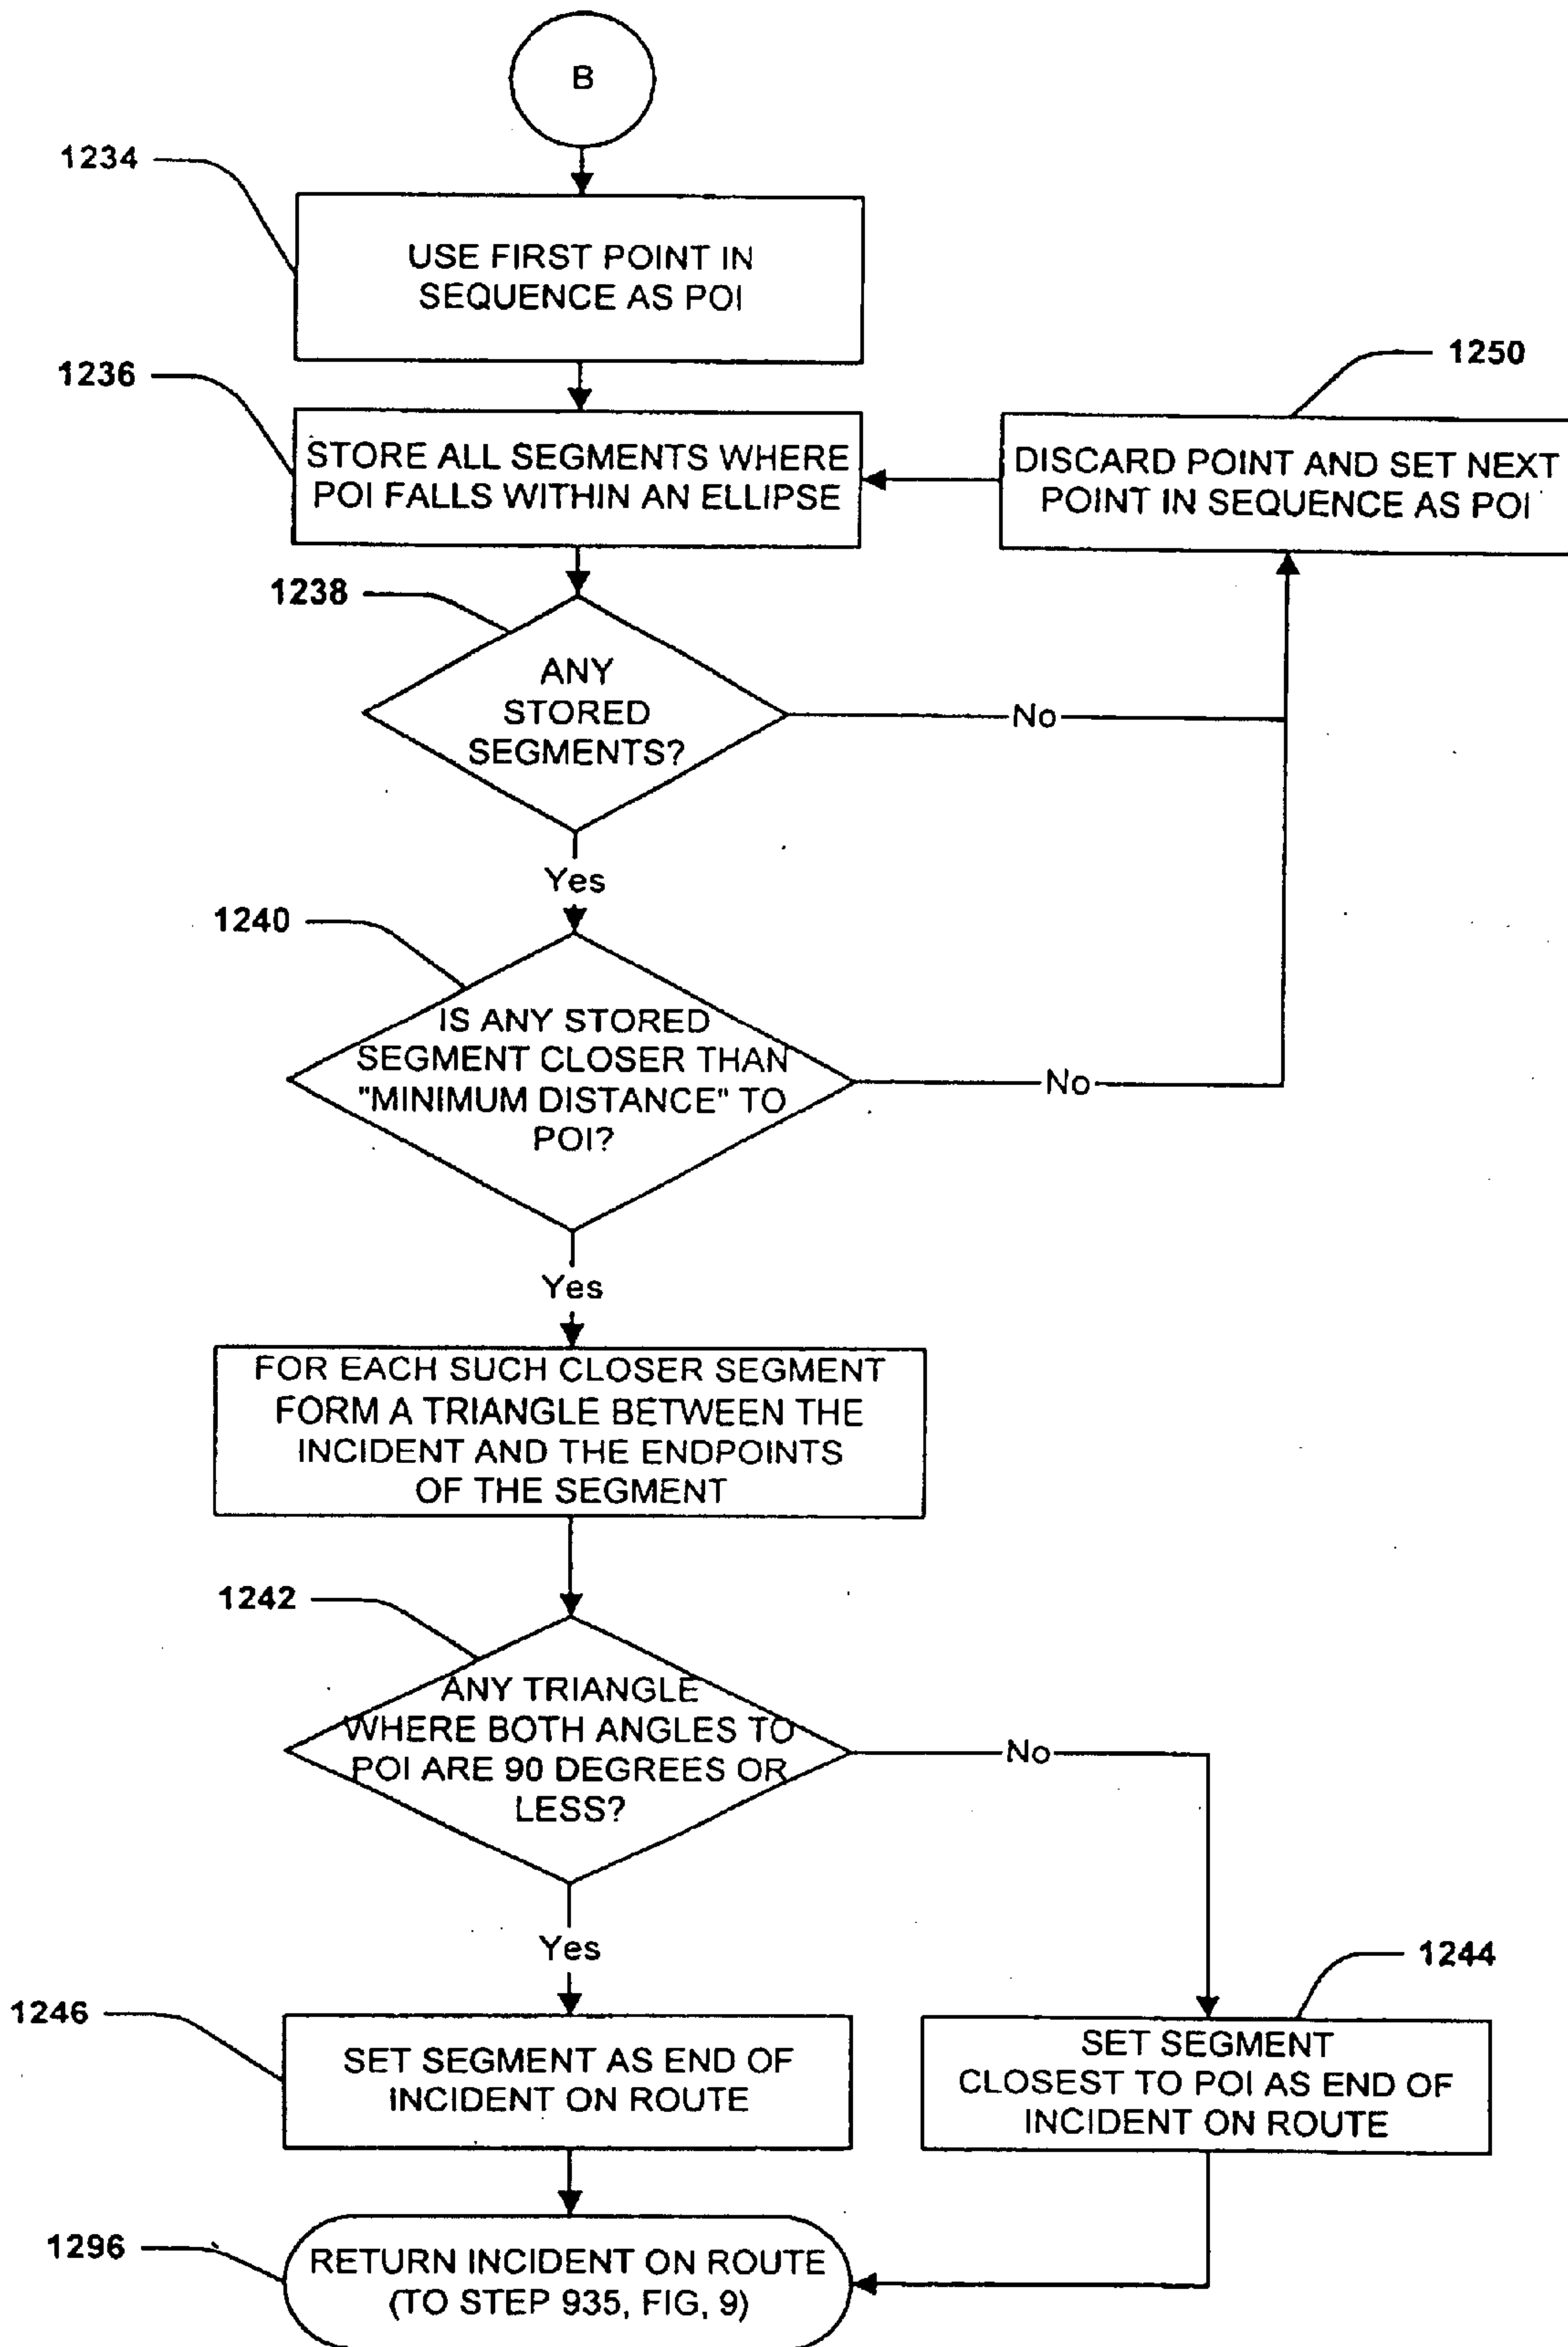 B
1234
USE FIRST POINT IN
SEQUENCE AS POI
1236
STORE ALL SEGMENTS WHERE
POI FALLS WITHIN AN ELLIPSE
1250
DISCARD POINT AND SET NEXT
POINT IN SEQUENCE AS POI
1238
ANY
STORED
SEGMENTS?
No
Yes
1240
IS ANY STORED
SEGMENT CLOSER THAN
"MINIMUM DISTANCE" TO
POI?
No
Yes
FOR EACH SUCH CLOSER SEGMENT
FORM A TRIANGLE BETWEEN THE
INCIDENT AND THE ENDPOINTS
OF THE SEGMENT
1242
ANY TRIANGLE
WHERE BOTH ANGLES TO
POI ARE 90 DEGREES OR
LESS?
No
Yes
1246
SET SEGMENT AS END OF
INCIDENT ON ROUTE
1244
SET SEGMENT
CLOSEST TO POI AS END OF
INCIDENT ON ROUTE
1296
RETURN INCIDENT ON ROUTE
(TO STEP 935, FIG, 9)